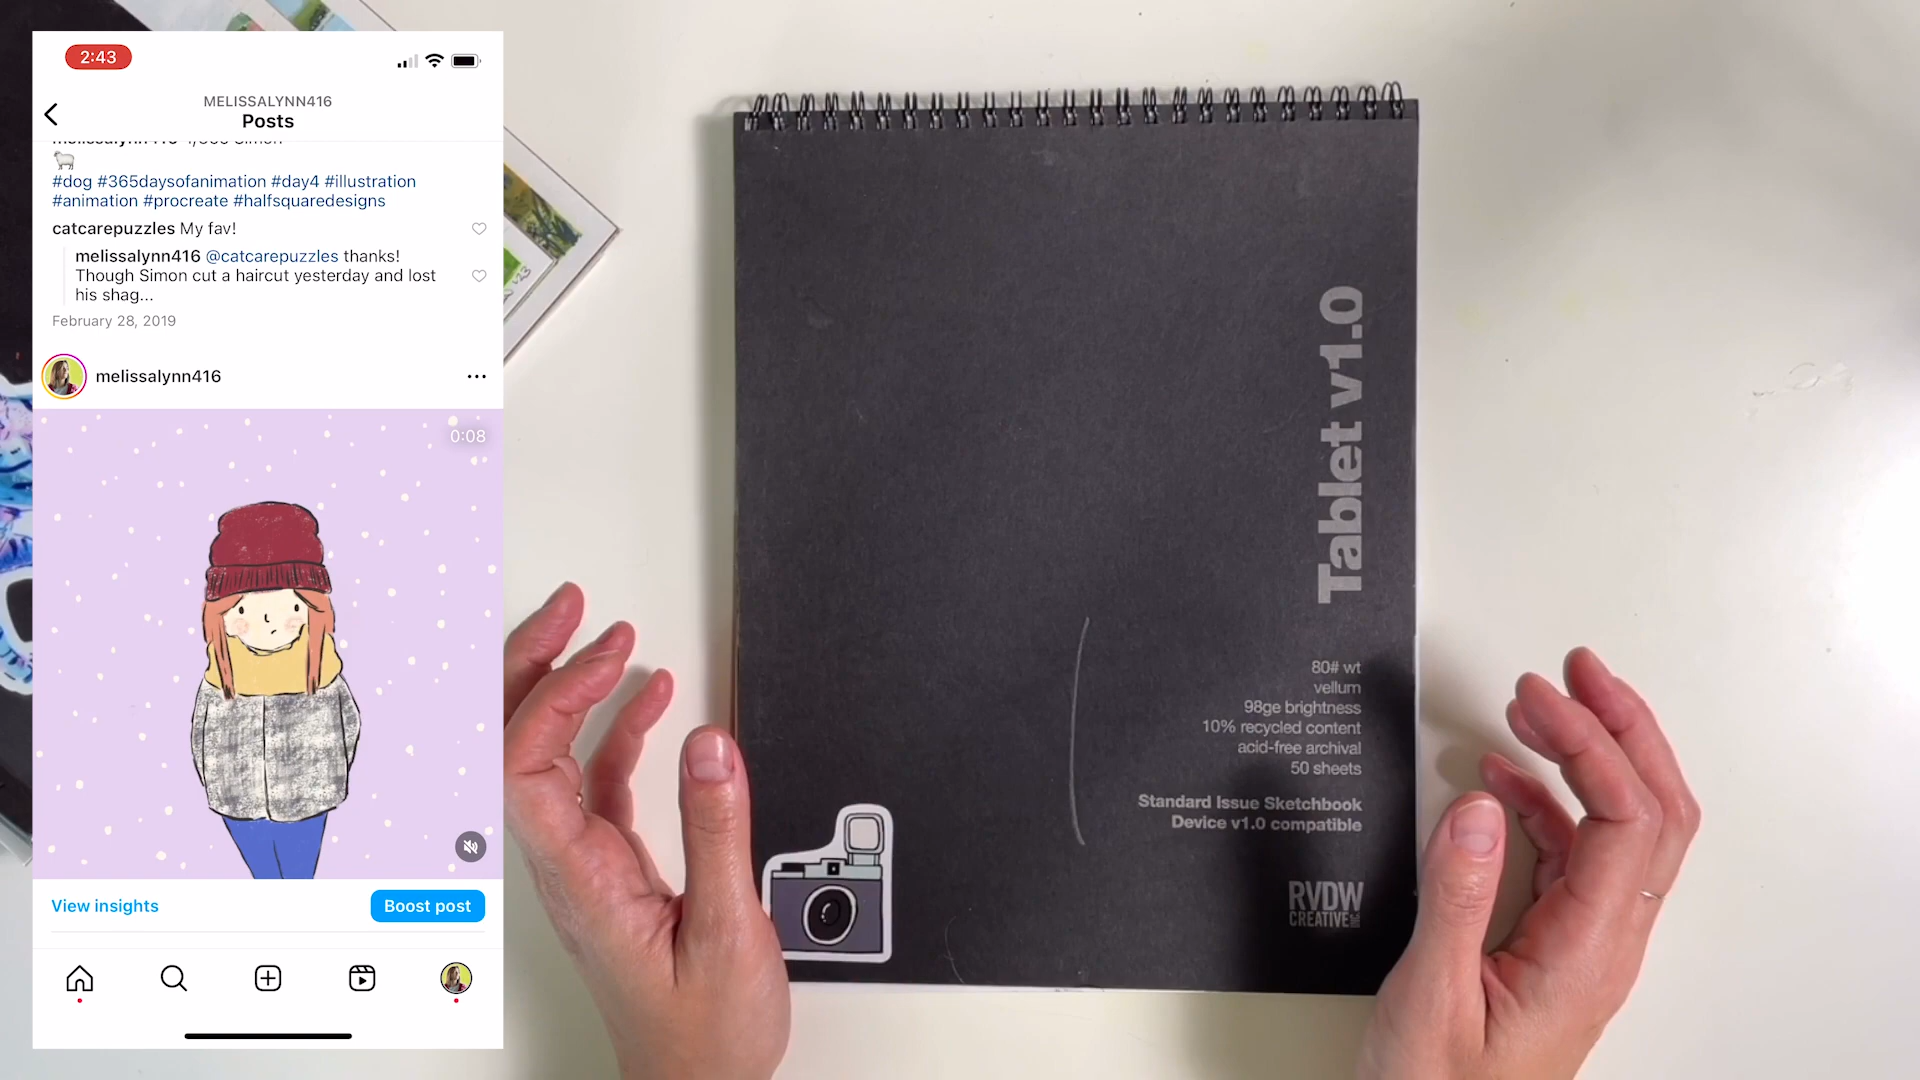 2:43
MELISSALYNN416
Posts
#dog #365daysofanimation #day4 #illustration
#animation #procreate #halfsquaredesigns
catcarepuzzles My fav!
melissalynn416 @catcarepuzzles thanks!
Though Simon cut a haircut yesterday and lost
his shag...
February 28, 2019
melissalynn416
0:08
View insights
Boost post
Tablet v1.0
80# wt
vellum
98ge brightness
10% recycled content
acid-free archival
50 sheets
Standard Issue Sketchbook
Device v1.0 compatible
RVDW
CREATIVE INC.